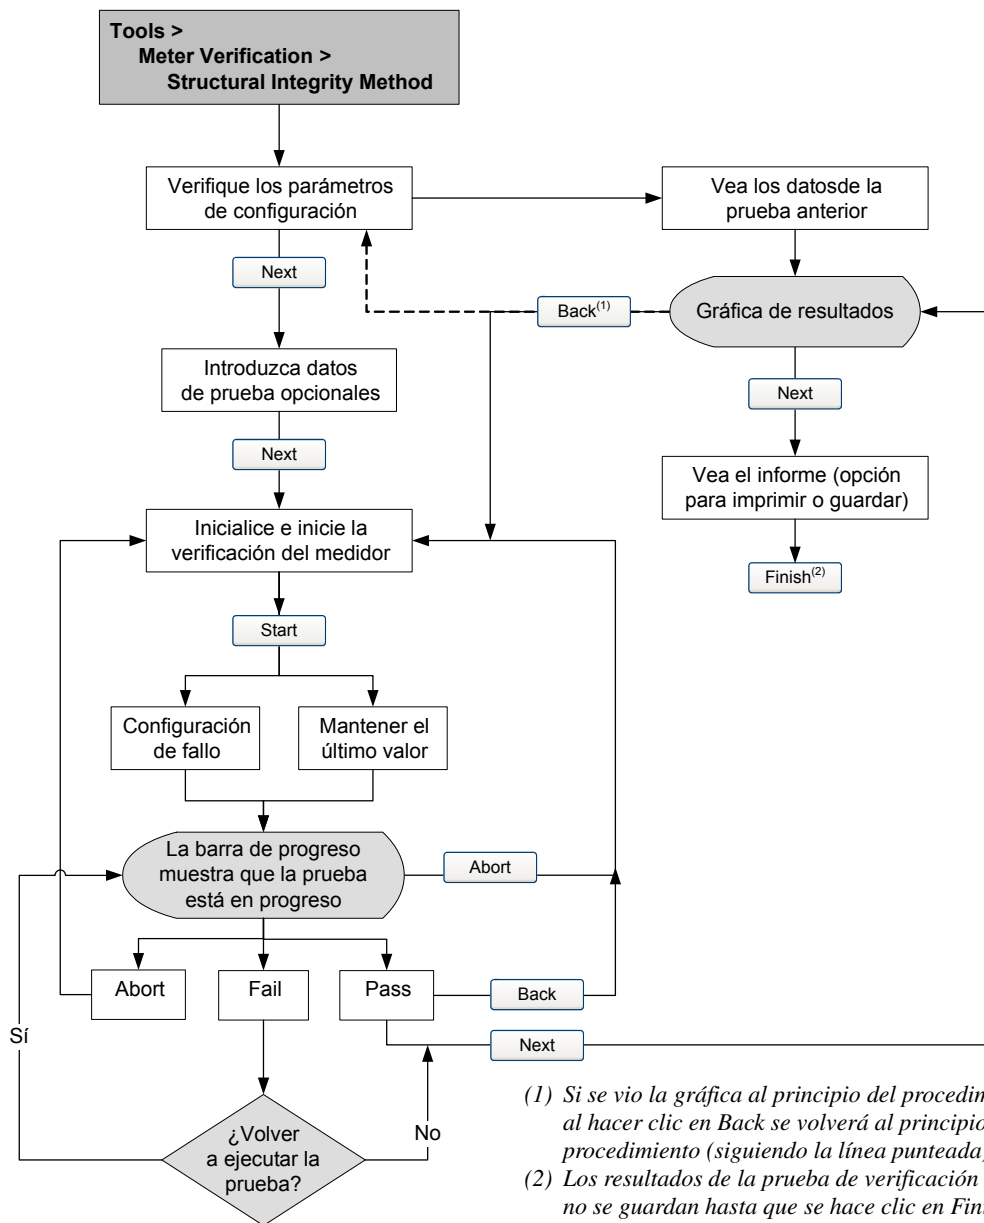 Tools >
Meter Verification >
Structural Integrity Method
Verifique los parámetros
de configuración
Vea los datosde la
prueba anterior
Next
Back(1)
Gráfica de resultados
Introduzca datos
de prueba opcionales
Next
Next
Vea el informe (opción
para imprimir o guardar)
Inicialice e inicie la
verificación del medidor
Finish(2)
Start
Configuración
de fallo
Mantener el
último valor
La barra de progreso
muestra que la prueba
está en progreso
Abort
Abort
Fail
Pass
Back
Sí
Next
¿Volver
a ejecutar la
prueba?
No
(1) Si se vio la gráfica al principio del
al hacer clic en Back se volverá al principio
procedimiento (siguiendo la línea punteada
(2) Los resultados de la prueba de verificación
no se guardan hasta que se hace clic en